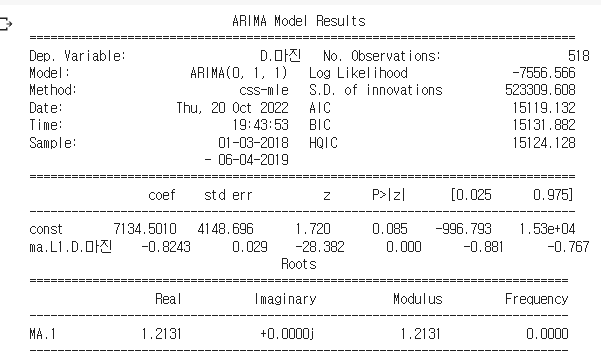 ARIMA Model Results
Dep. Variable: D.마진 No. Observations: 518
Model: ARIMA(0, 1, 1) Log Likelihood -7556.566
Method: css-mle S.D. of innovations 523309.608
Date: Thu, 20 Oct 2022 AIC 15119.132
Time: 19:43:53 BIC 15131.882
Sample: 01-03-2018 HQIC 15124.128
- 06-04-2019
coef std err z P>|z| [0.025 0.975]
const 7134.5010 4148.696 1.720 0.085 -996.793 1.53e+04
ma.L1.D.마진 -0.8243 0.029 -28.382 0.000 -0.881 -0.767
Roots
Real Imaginary Modulus Frequency
MA.1 1.2131 +0.0000j 1.2131 0.0000